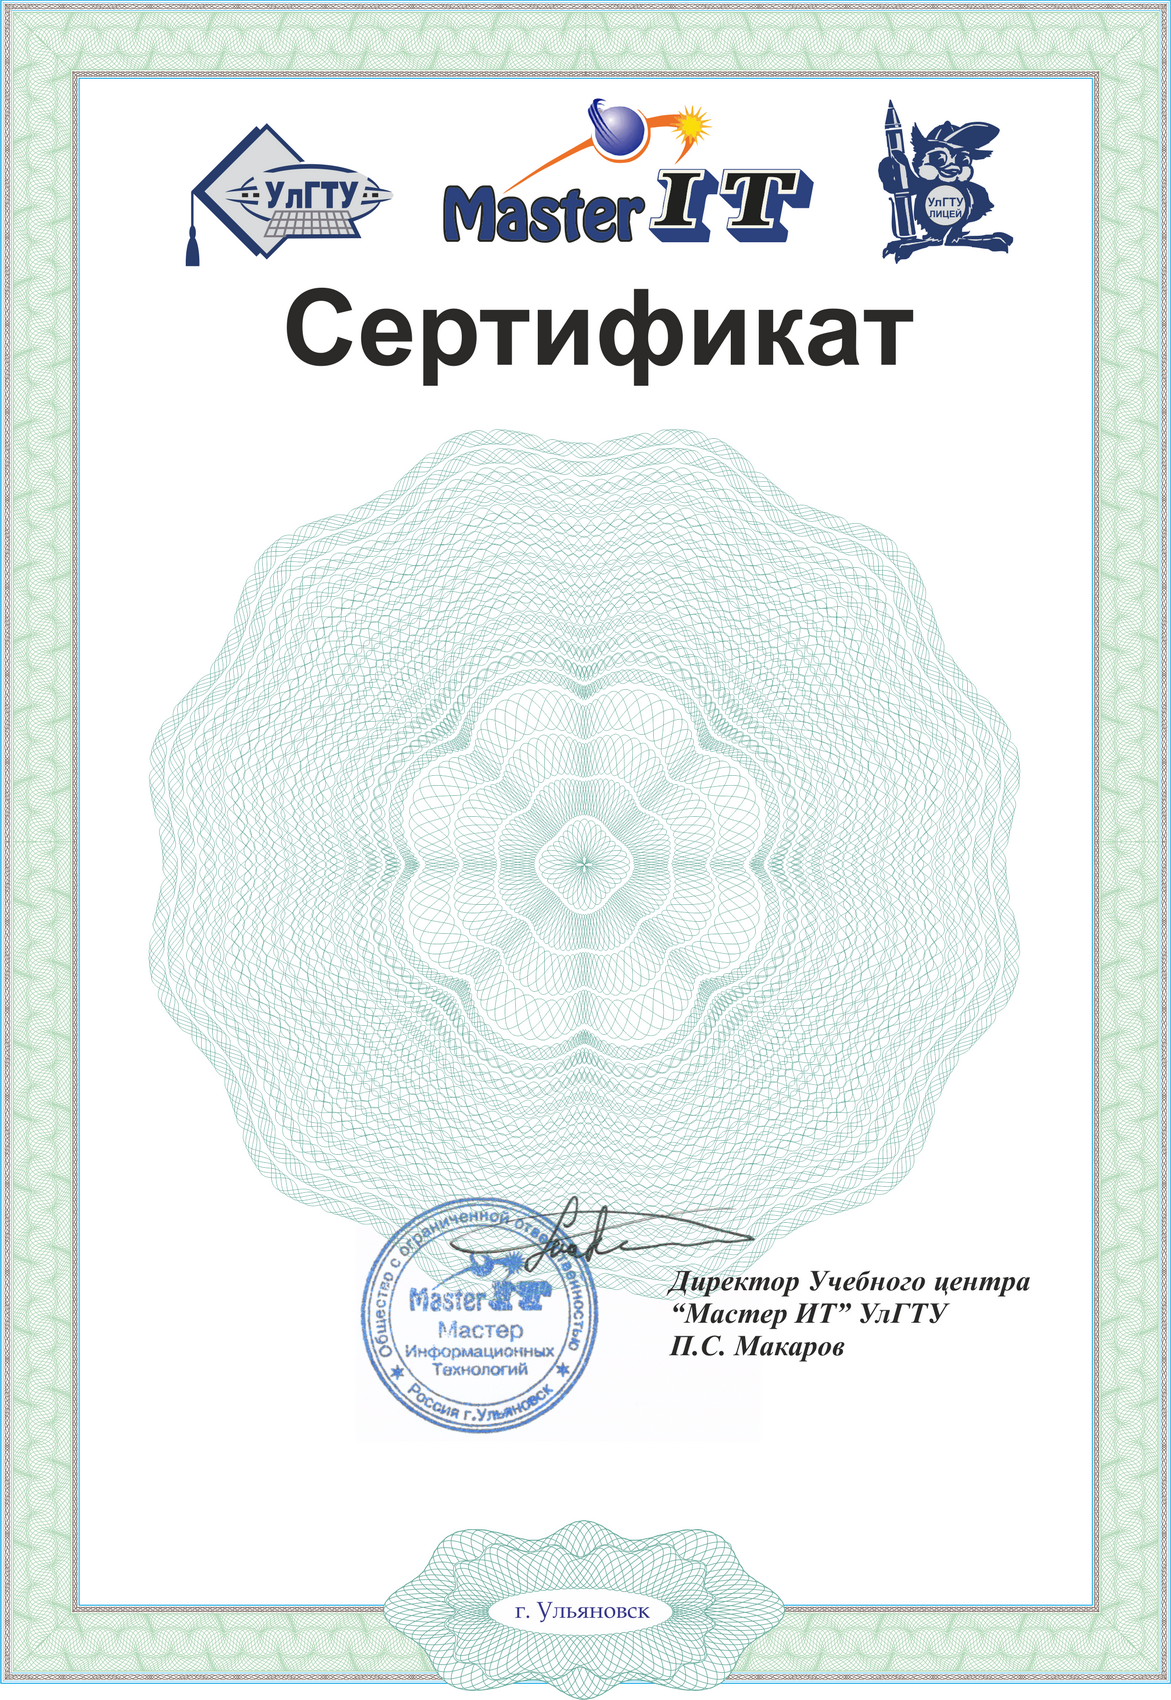 УлГТУ
Master IT
УлГТУ
ЛИЦЕЙ
Сертификат
Общество с ограниченной ответственностью
Master IT
Мастер
Информационных
Технологий
Россия г.Ульяновск
Директор Учебного центра
“Мастер ИТ” УлГТУ
П.С. Макаров
г. Ульяновск